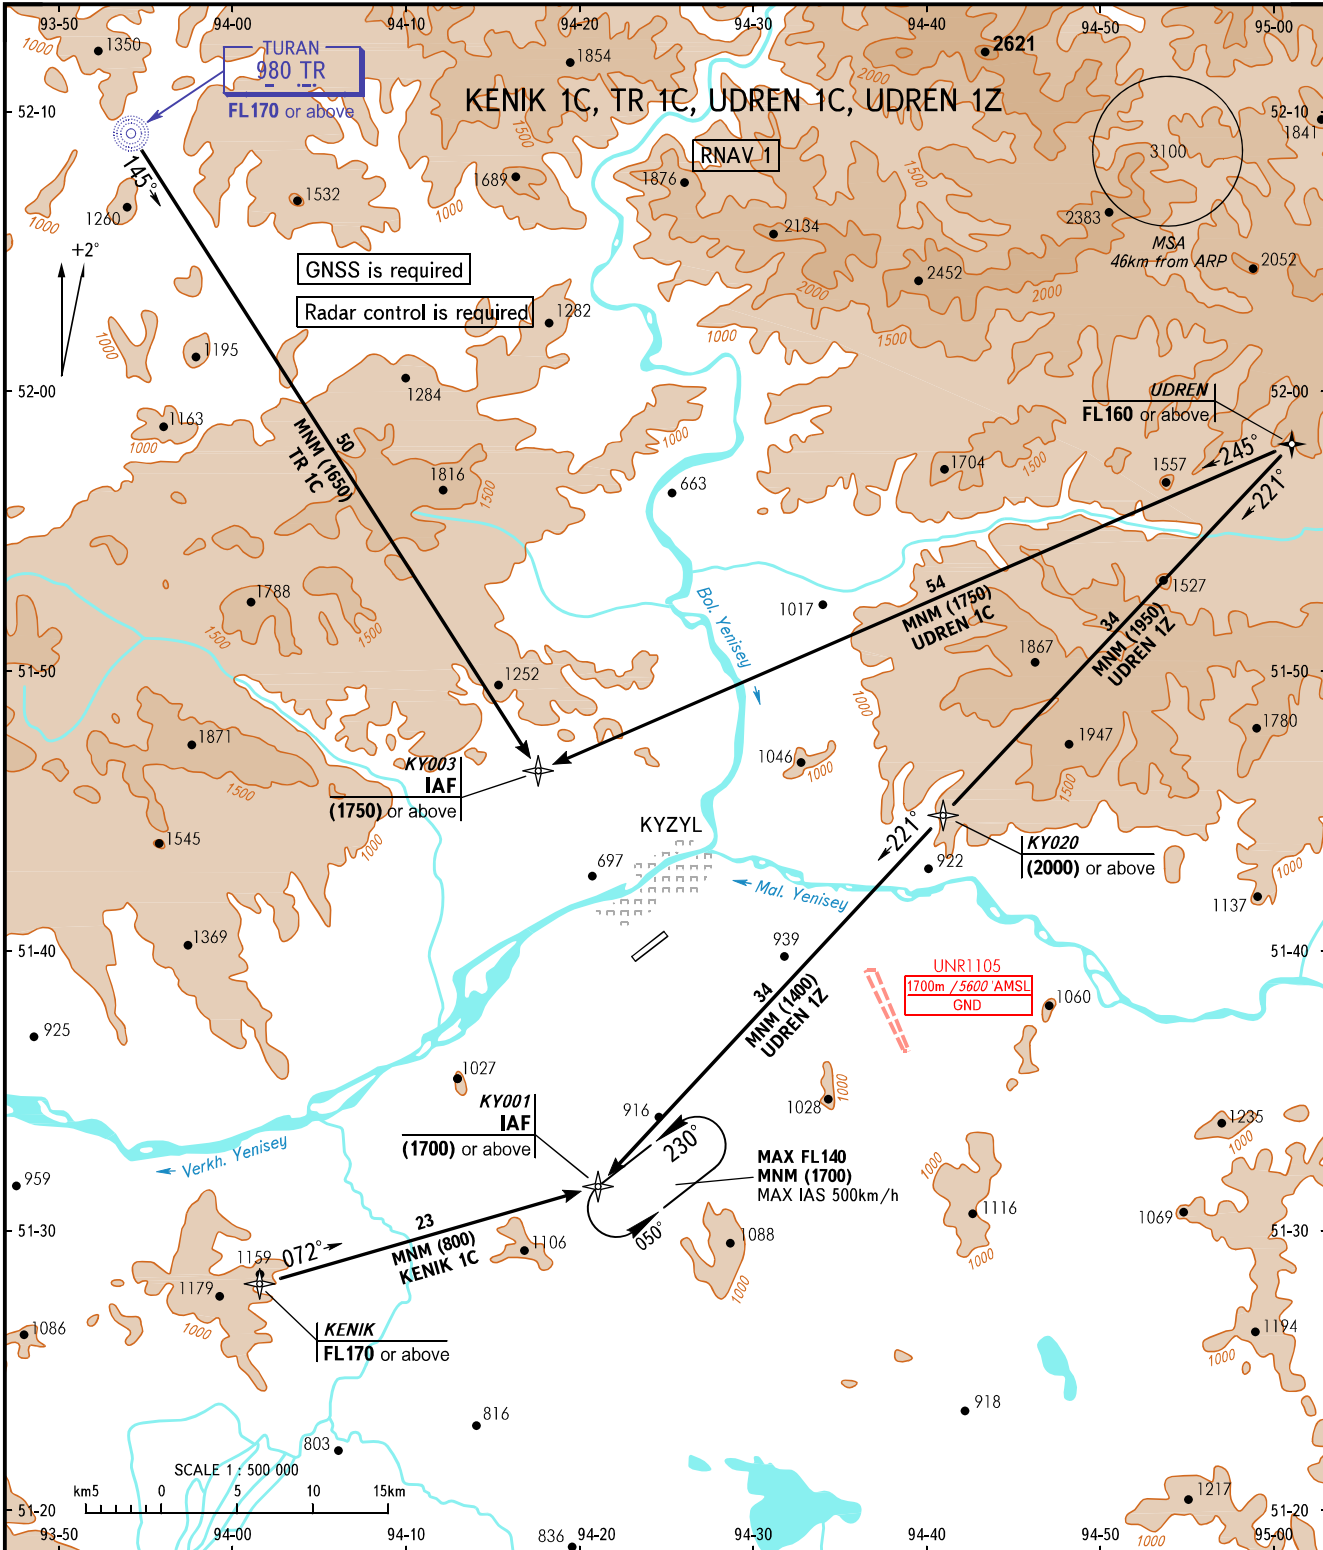 93-50
94-00
94-10
94-20
94-30
94-40
94-50
95-00
1000
1350
TURAN
980 TR
FL170 or above
1854
2000
2621
KENIK 1C, TR 1C, UDREN 1C, UDREN 1Z
52-10
52-10
1841
RNAV 1
1500
3100
145°
1532
1689
1876
1500
1260
1000
1000
2383
2134
MSA
46km from ARP
+2°
GNSS is required
2452
2052
2000
2000
Radar control is required
1282
1000
1195
1000
1500
1284
52-00
52-00
UDREN
FL160 or above
1163
1000
1000
245°
50
MNM (1650)
TR 1C
1816
1500
663
1704
1500
1557
221°
1788
1500
1500
Bol. Yenisey
1017
54
MNM (1750)
UDREN 1C
1527
34
MNM (1950)
UDREN 1Z
1867
51-50
51-50
1252
1000
1780
1871
1500
KY003
IAF
(1750) or above
1046
1000
1947
1500
KYZYL
221°
KY020
(2000) or above
1545
1000
697
922
1000
Mal. Yenisey
1137
1369
51-40
939
51-40
UNR1105
1700m / 5600 'AMSL
GND
34
MNM (1400)
UDREN 1Z
1060
925
1027
KY001
IAF
(1700) or above
916
1028
1000
230°
1235
1000
Verkh. Yenisey
MAX FL140
MNM (1700)
MAX IAS 500km/h
1000
959
050°
1116
1069
51-30
51-30
23
MNM (800)
KENIK 1C
1159
072°
1106
1088
1000
1000
1179
1000
1086
KENIK
FL170 or above
1194
1000
816
918
803
SCALE 1 : 500 000
km5
0
5
10
15km
1217
1000
51-20
51-20
836
93-50
94-00
94-10
94-20
94-30
94-40
94-50
95-00